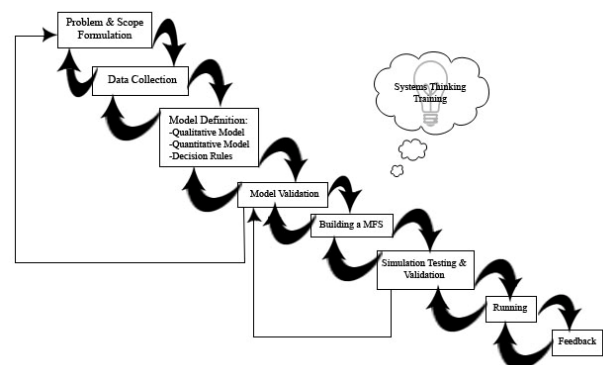 Problem & Scope
Formulation
Data Collection
Model Definition:
-Qualitative Model
-Quantitative Model
-Decision Rules
Systems Thinking
Training
Model Validation
Building a MFS
Simulation Testing &
Validation
Running
Feedback